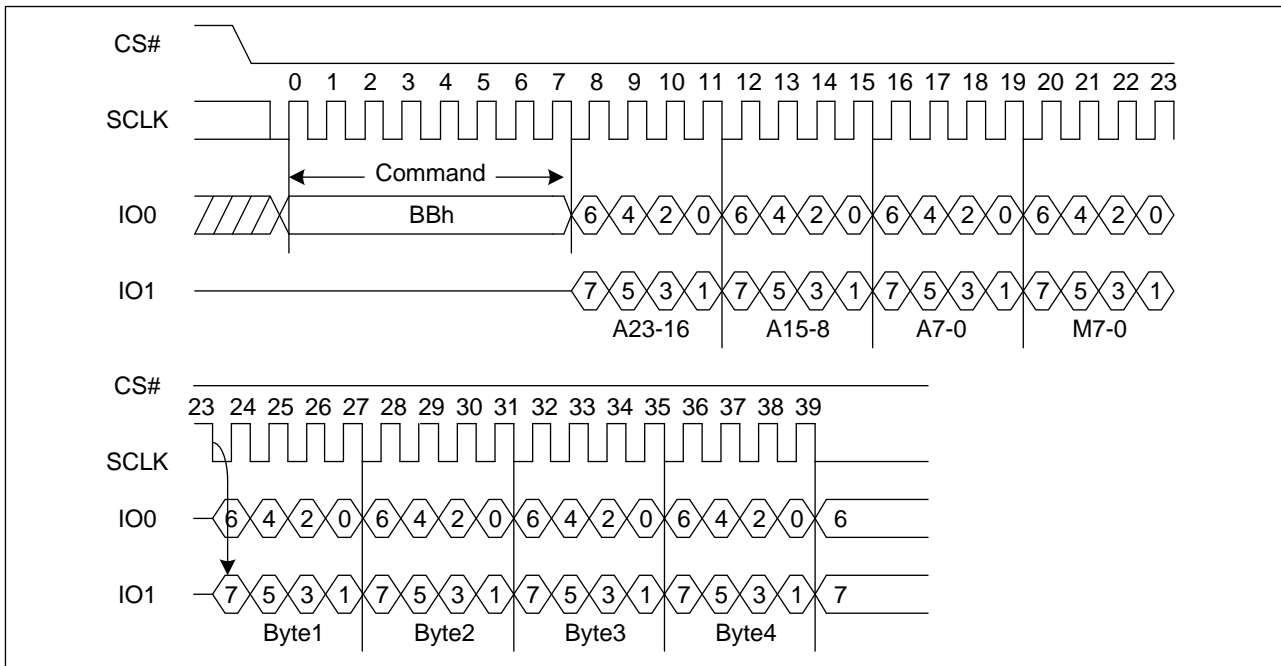 CS#
0 1 2 3 4 5 6 7 8 9 10 11 12 13 14 15 16 17 18 19 20 21 22 23
SCLK
Command
IO0 BBh 6 4 2 0 6 4 2 0 6 4 2 0 6 4 2 0
IO1 7 5 3 1 7 5 3 1 7 5 3 1 7 5 3 1
A23-16 A15-8 A7-0 M7-0
CS#
23 24 25 26 27 28 29 30 31 32 33 34 35 36 37 38 39
SCLK
IO0 6 4 2 0 6 4 2 0 6 4 2 0 6 4 2 0 6
IO1 7 5 3 1 7 5 3 1 7 5 3 1 7 5 3 1 7
Byte1 Byte2 Byte3 Byte4